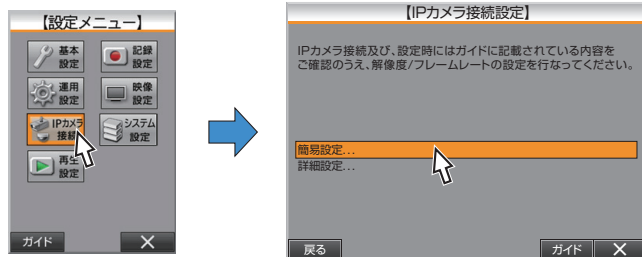 【設定メニュー】
基本
設定
記録
設定
運用
設定
映像
設定
IPカメラ
接続
システム
設定
再生
設定
ガイド
【IPカメラ接続設定】
IPカメラ接続及び、設定時にはガイドに記載されている内容を
ご確認のうえ、解像度/フレームレートの設定を行なってください。
簡易設定...
詳細設定...
戻る
ガイド